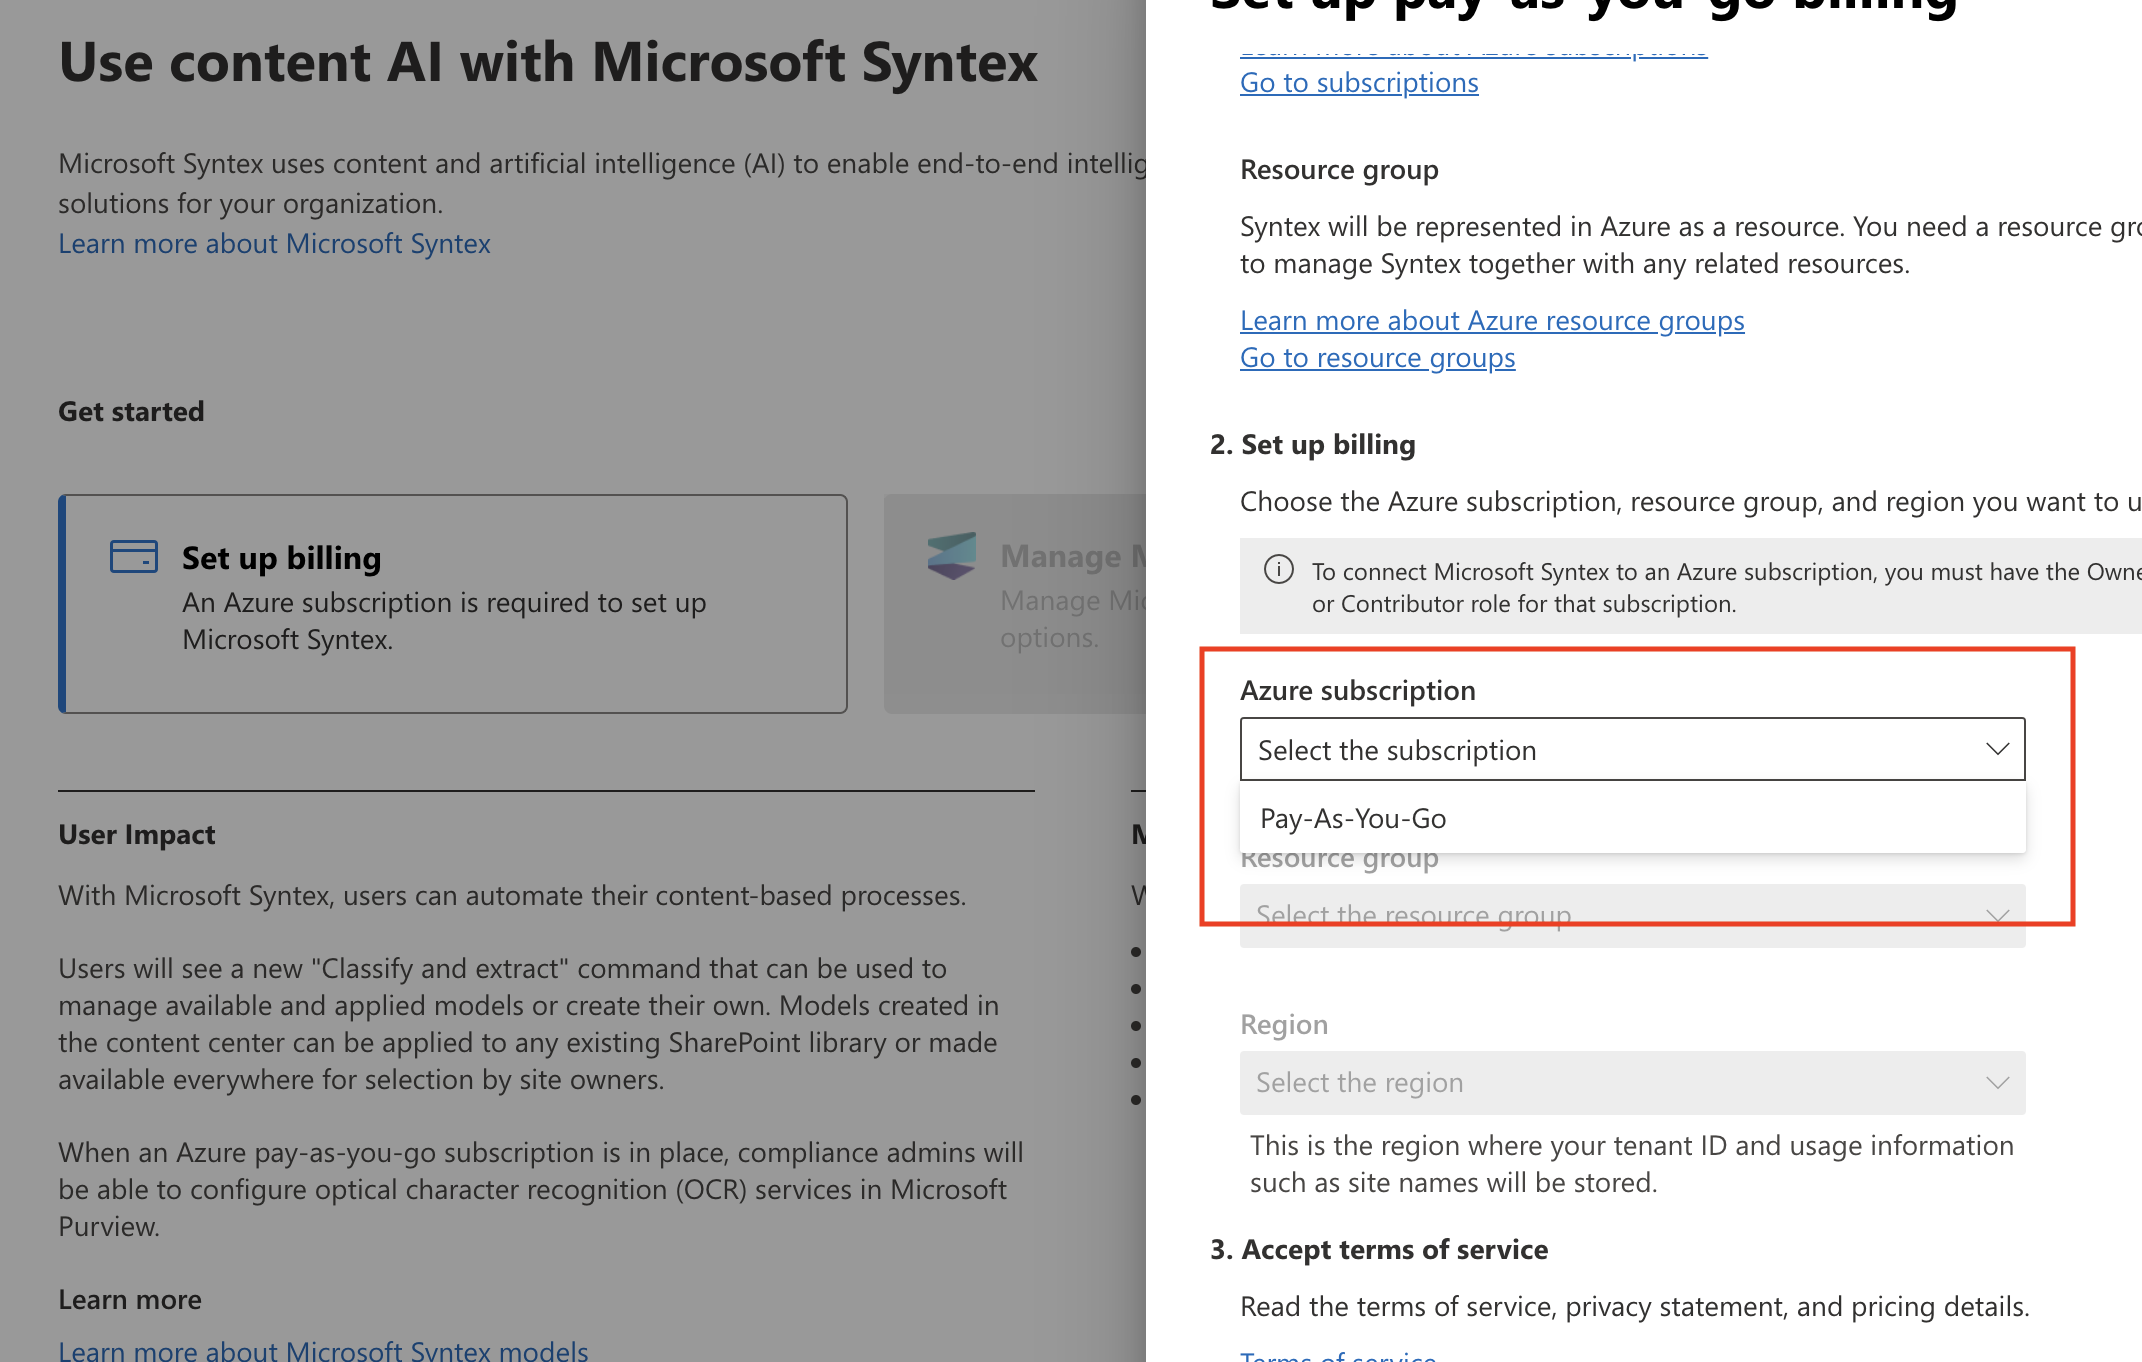 Use content AI with Microsoft Syntex
Microsoft Syntex uses content and artificial intelligence (AI) to enable end-to-end
solutions for your organization.
Learn more about Microsoft Syntex
Get started
Set up billing
An Azure subscription is required to set up
Microsoft Syntex.
Manage
Manage
options.
User Impact
With Microsoft Syntex, users can automate their content-based processes.
Users will see a new "Classify and extract" command that can be used to
manage available and applied models or create their own. Models created in
the content center can be applied to any existing SharePoint library or made
available everywhere for selection by site owners.
When an Azure pay-as-you-go subscription is in place, compliance admins will
be able to configure optical character recognition (OCR) services in Microsoft
Purview.
Learn more
Learn more about Microsoft Syntex models
Set up pay-as-you-go billing
Learn more about Azure subscriptions
Go to subscriptions
Resource group
Syntex will be represented in Azure as a resource. You need a resource
to manage Syntex together with any related resources.
Learn more about Azure resource groups
Go to resource groups
2. Set up billing
Choose the Azure subscription, resource group, and region you want to
To connect Microsoft Syntex to an Azure subscription, you must have the
or Contributor role for that subscription.
Azure subscription
Select the subscription
Pay-As-You-Go
Resource group
Select the resource group
Region
Select the region
This is the region where your tenant ID and usage information
such as site names will be stored.
3. Accept terms of service
Read the terms of service, privacy statement, and pricing details.
Terms of service